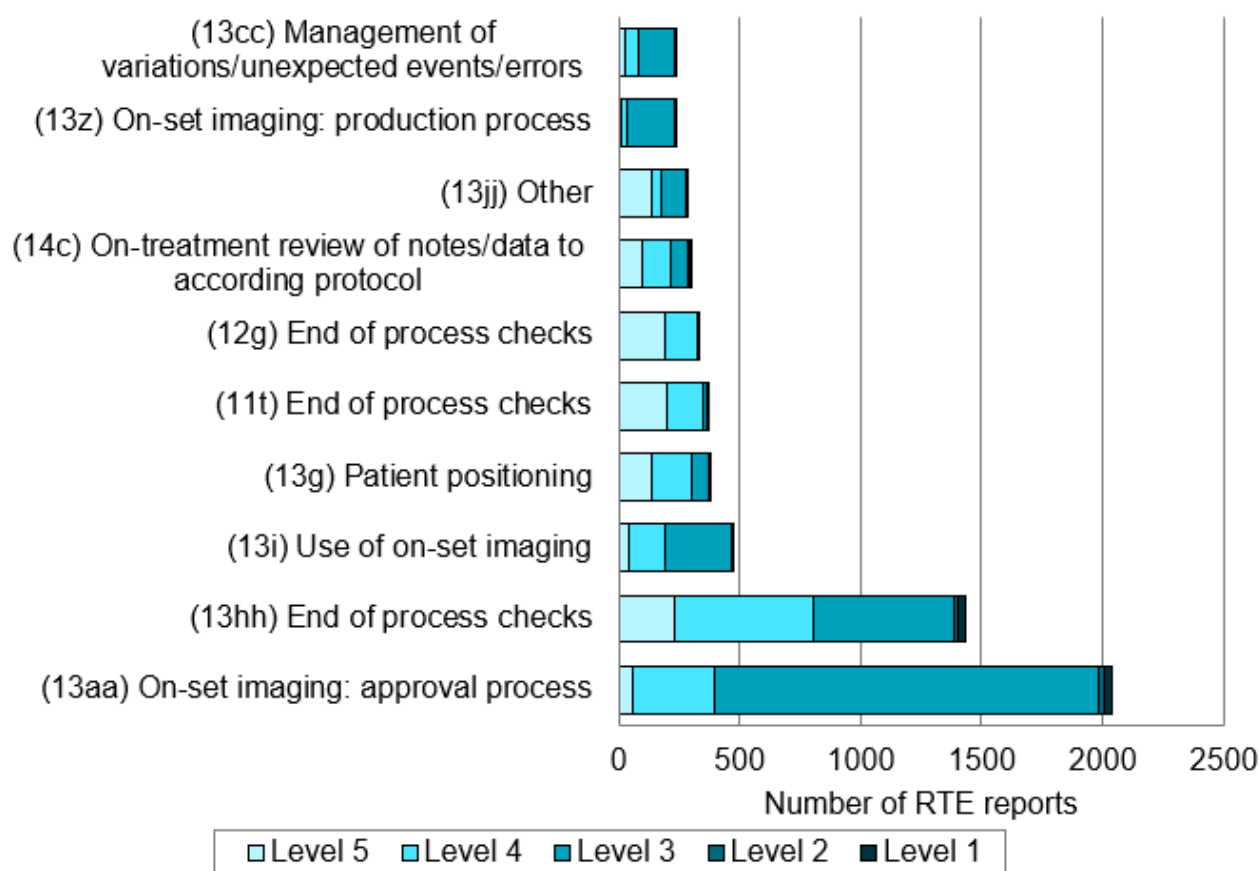 (13cc) Management of
variations/unexpected events/errors
(13z) On-set imaging: production process
(13jj) Other
(14c) On-treatment review of notes/data to
according protocol
(12g) End of process checks
(11t) End of process checks
(13g) Patient positioning
(13i) Use of on-set imaging
(13hh) End of process checks
(13aa) On-set imaging: approval process
0 500 1000 1500 2000 2500
Number of RTE reports
Level 5 Level 4 Level 3 Level 2 Level 1